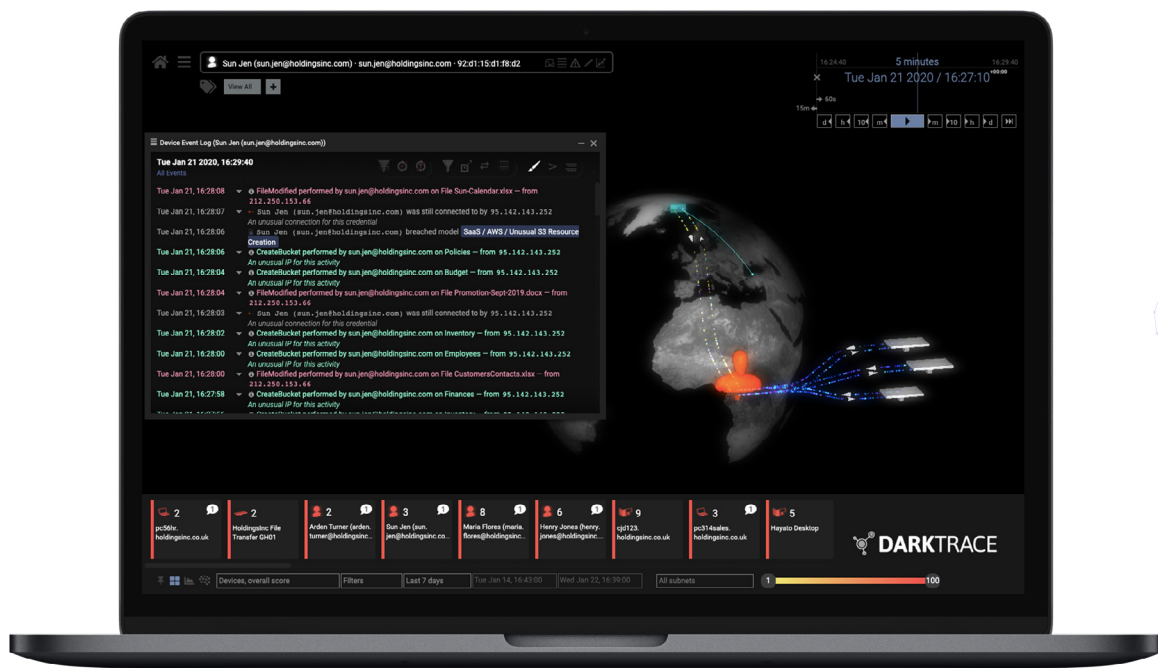 Sun Jen (sun.jen@holdingsinc.com) · sun.jen@holdingsinc.com · 92:d1:15:d1:f8:d2
View All
+
16:24:40
5 minutes
16:29:40
Tue Jan 21 2020 / 16:27:10 +00:00
60s
15m
d h 10 m m 10 h d
Device Event Log (Sun Jen (sun.jen@holdingsinc.com))
Tue Jan 21 2020, 16:29:40
All Events
Tue Jan 21, 16:28:08 FileModified performed by sun.jen@holdingsinc.com on File Sun-Calendar.xlsx — from
212.250.153.66
Tue Jan 21, 16:28:07 Sun Jen (sun.jen@holdingsinc.com) was still connected to by 95.142.143.252
An unusual connection for this credential
Tue Jan 21, 16:28:06 Sun Jen (sun.jen@holdingsinc.com) breached model SaaS / AWS / Unusual S3 Resource
Creation
Tue Jan 21, 16:28:06 CreateBucket performed by sun.jen@holdingsinc.com on Policies — from 95.142.143.252
An unusual IP for this activity
Tue Jan 21, 16:28:04 CreateBucket performed by sun.jen@holdingsinc.com on Budget — from 95.142.143.252
An unusual IP for this activity
Tue Jan 21, 16:28:04 FileModified performed by sun.jen@holdingsinc.com on File Promotion-Sept-2019.docx — from
212.250.153.66
Tue Jan 21, 16:28:03 Sun Jen (sun.jen@holdingsinc.com) was still connected to by 95.142.143.252
An unusual connection for this credential
Tue Jan 21, 16:28:02 CreateBucket performed by sun.jen@holdingsinc.com on Inventory — from 95.142.143.252
An unusual IP for this activity
Tue Jan 21, 16:28:00 CreateBucket performed by sun.jen@holdingsinc.com on Employees — from 95.142.143.252
An unusual IP for this activity
Tue Jan 21, 16:28:00 FileModified performed by sun.jen@holdingsinc.com on File CustomersContacts.xlsx — from
212.250.153.66
Tue Jan 21, 16:27:58 CreateBucket performed by sun.jen@holdingsinc.com on Finances — from 95.142.143.252
An unusual IP for this activity
2 1
pc56hr.
holdingsinc.co.uk
2
HoldingsInc File
Transfer GH01
2 1
Arden Turner (arden.
turner@holdingsinc...
3 1
Sun Jen (sun.
jen@holdingsinc.co...
8 1
Maria Flores (maria.
flores@holdingsinc...
6 1
Henry Jones (henry.
jones@holdingsinc....
9
cjd123.
holdingsinc.co.uk
3 1
pc314sales.
holdingsinc.co.uk
5
Hayato Desktop
DARKTRACE
Devices, overall score
Filters
Last 7 days
Tue Jan 14, 16:43:00
Wed Jan 22, 16:39:00
All subnets
1
100